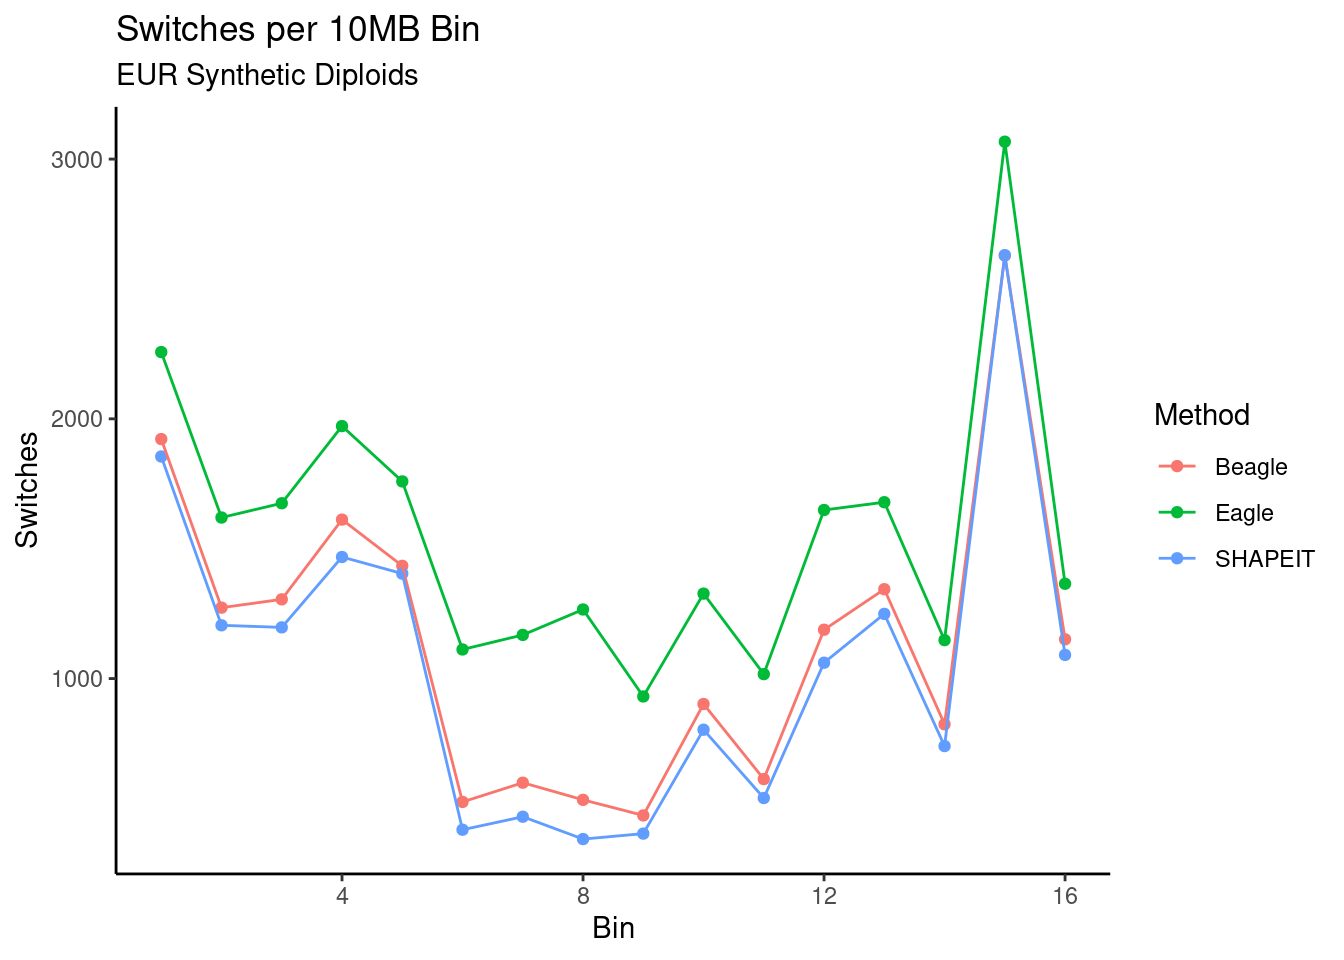 Switches per 10MB Bin
EUR Synthetic Diploids
3000
2000
1000
Switches
4 8 12 16
Bin
Method
Beagle
Eagle
SHAPEIT